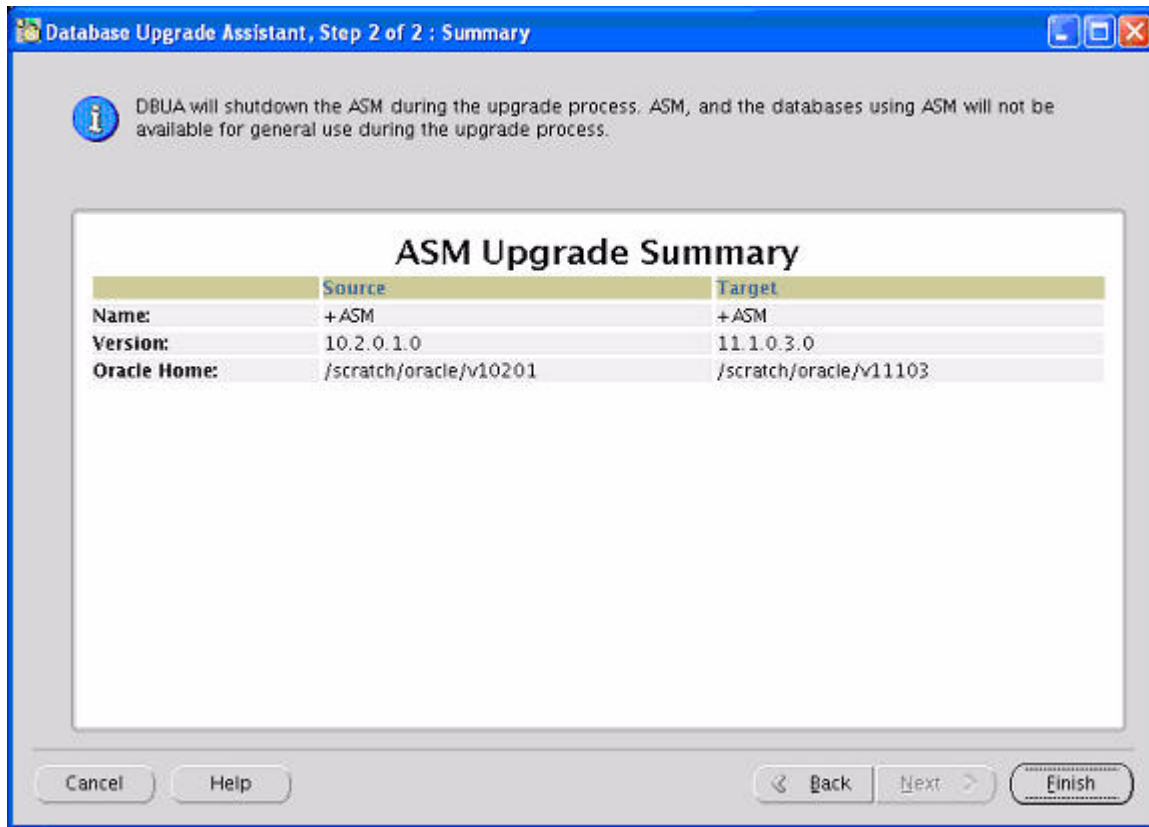 Database Upgrade Assistant, Step 2 of 2 : Summary
DBUA will shutdown the ASM during the upgrade process. ASM, and the databases using ASM will not be
available for general use during the upgrade process.
ASM Upgrade Summary
Source Target
Name: +ASM +ASM
Version: 10.2.0.1.0 11.1.0.3.0
Oracle Home: /scratch/oracle/v10201 /scratch/oracle/v11103
Cancel Help Back Next Finish